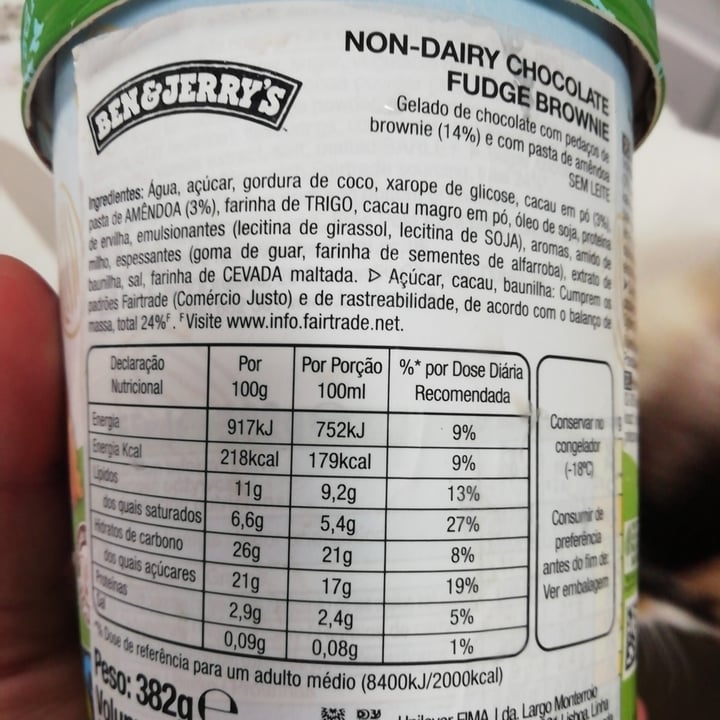 BEN&JERRY'S
NON-DAIRY CHOCOLATE
FUDGE BROWNIE
Gelado de chocolate com pedaços de
brownie (14%) e com pasta de amêndoa
SEM LEITE
Ingredientes: Água, açúcar, gordura de coco, xarope de glicose, cacau em pó (3%),
pasta de AMÊNDOA (3%), farinha de TRIGO, cacau magro em pó, óleo de soja, proteína
de ervilha, emulsionantes (lecitina de girassol, lecitina de SOJA), aromas, amido de
milho, espessantes (goma de guar, farinha de sementes de alfarroba), extrato de
baunilha, sal, farinha de CEVADA maltada. ▷ Açúcar, cacau, baunilha: Cumprem os
padrões Fairtrade (Comércio Justo) e de rastreabilidade, de acordo com o balanço de
massa, total 24%ᶠ. ᶠVisite www.info.fairtrade.net.
Declaração Nutricional Por 100g Por Porção 100ml %* por Dose Diária Recomendada
Energia 917kJ 752kJ 9%
Energia Kcal 218kcal 179kcal 9%
Lípidos 11g 9,2g 13%
dos quais saturados 6,6g 5,4g 27%
Hidratos de carbono 26g 21g 8%
dos quais açúcares 21g 17g 19%
Proteínas 2,9g 2,4g 5%
Sal 0,09g 0,08g 1%
Conservar no
congelador
(-18ºC)
Consumir de
preferência
antes do fim de:
Ver embalagem
*% Dose de referência para um adulto médio (8400kJ/2000kcal)
Peso: 382g e
Unilever FIMA, Lda. Largo Monterroio
Lisboa, Linha